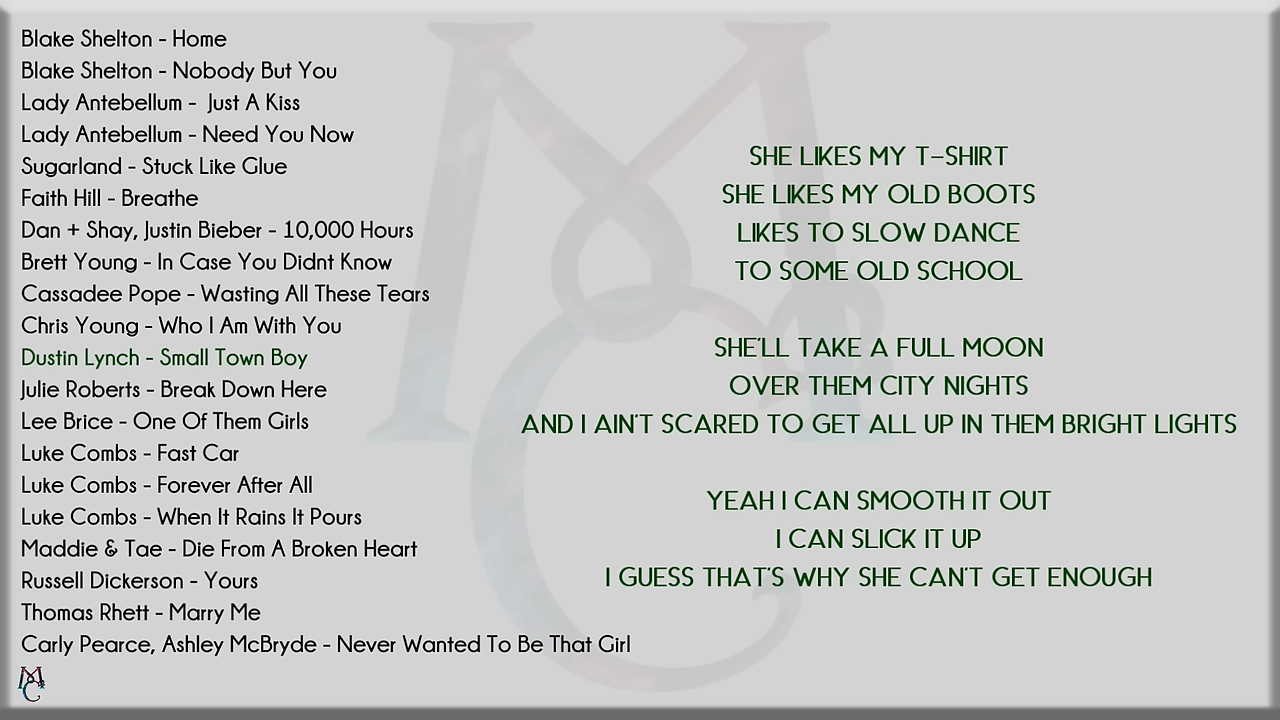 Blake Shelton - Home
Blake Shelton - Nobody But You
Lady Antebellum -  Just A Kiss
Lady Antebellum - Need You Now
Sugarland - Stuck Like Glue
Faith Hill - Breathe
Dan + Shay, Justin Bieber - 10,000 Hours
Brett Young - In Case You Didnt Know
Cassadee Pope - Wasting All These Tears
Chris Young - Who I Am With You
Dustin Lynch - Small Town Boy
Julie Roberts - Break Down Here
Lee Brice - One Of Them Girls
Luke Combs - Fast Car
Luke Combs - Forever After All
Luke Combs - When It Rains It Pours
Maddie & Tae - Die From A Broken Heart
Russell Dickerson - Yours
Thomas Rhett - Marry Me
Carly Pearce, Ashley McBryde - Never Wanted To Be That Girl
SHE LIKES MY T-SHIRT
SHE LIKES MY OLD BOOTS
LIKES TO SLOW DANCE
TO SOME OLD SCHOOL
SHE'LL TAKE A FULL MOON
OVER THEM CITY NIGHTS
AND I AIN'T SCARED TO GET ALL UP IN THEM BRIGHT LIGHTS
YEAH I CAN SMOOTH IT OUT
I CAN SLICK IT UP
I GUESS THAT'S WHY SHE CAN'T GET ENOUGH